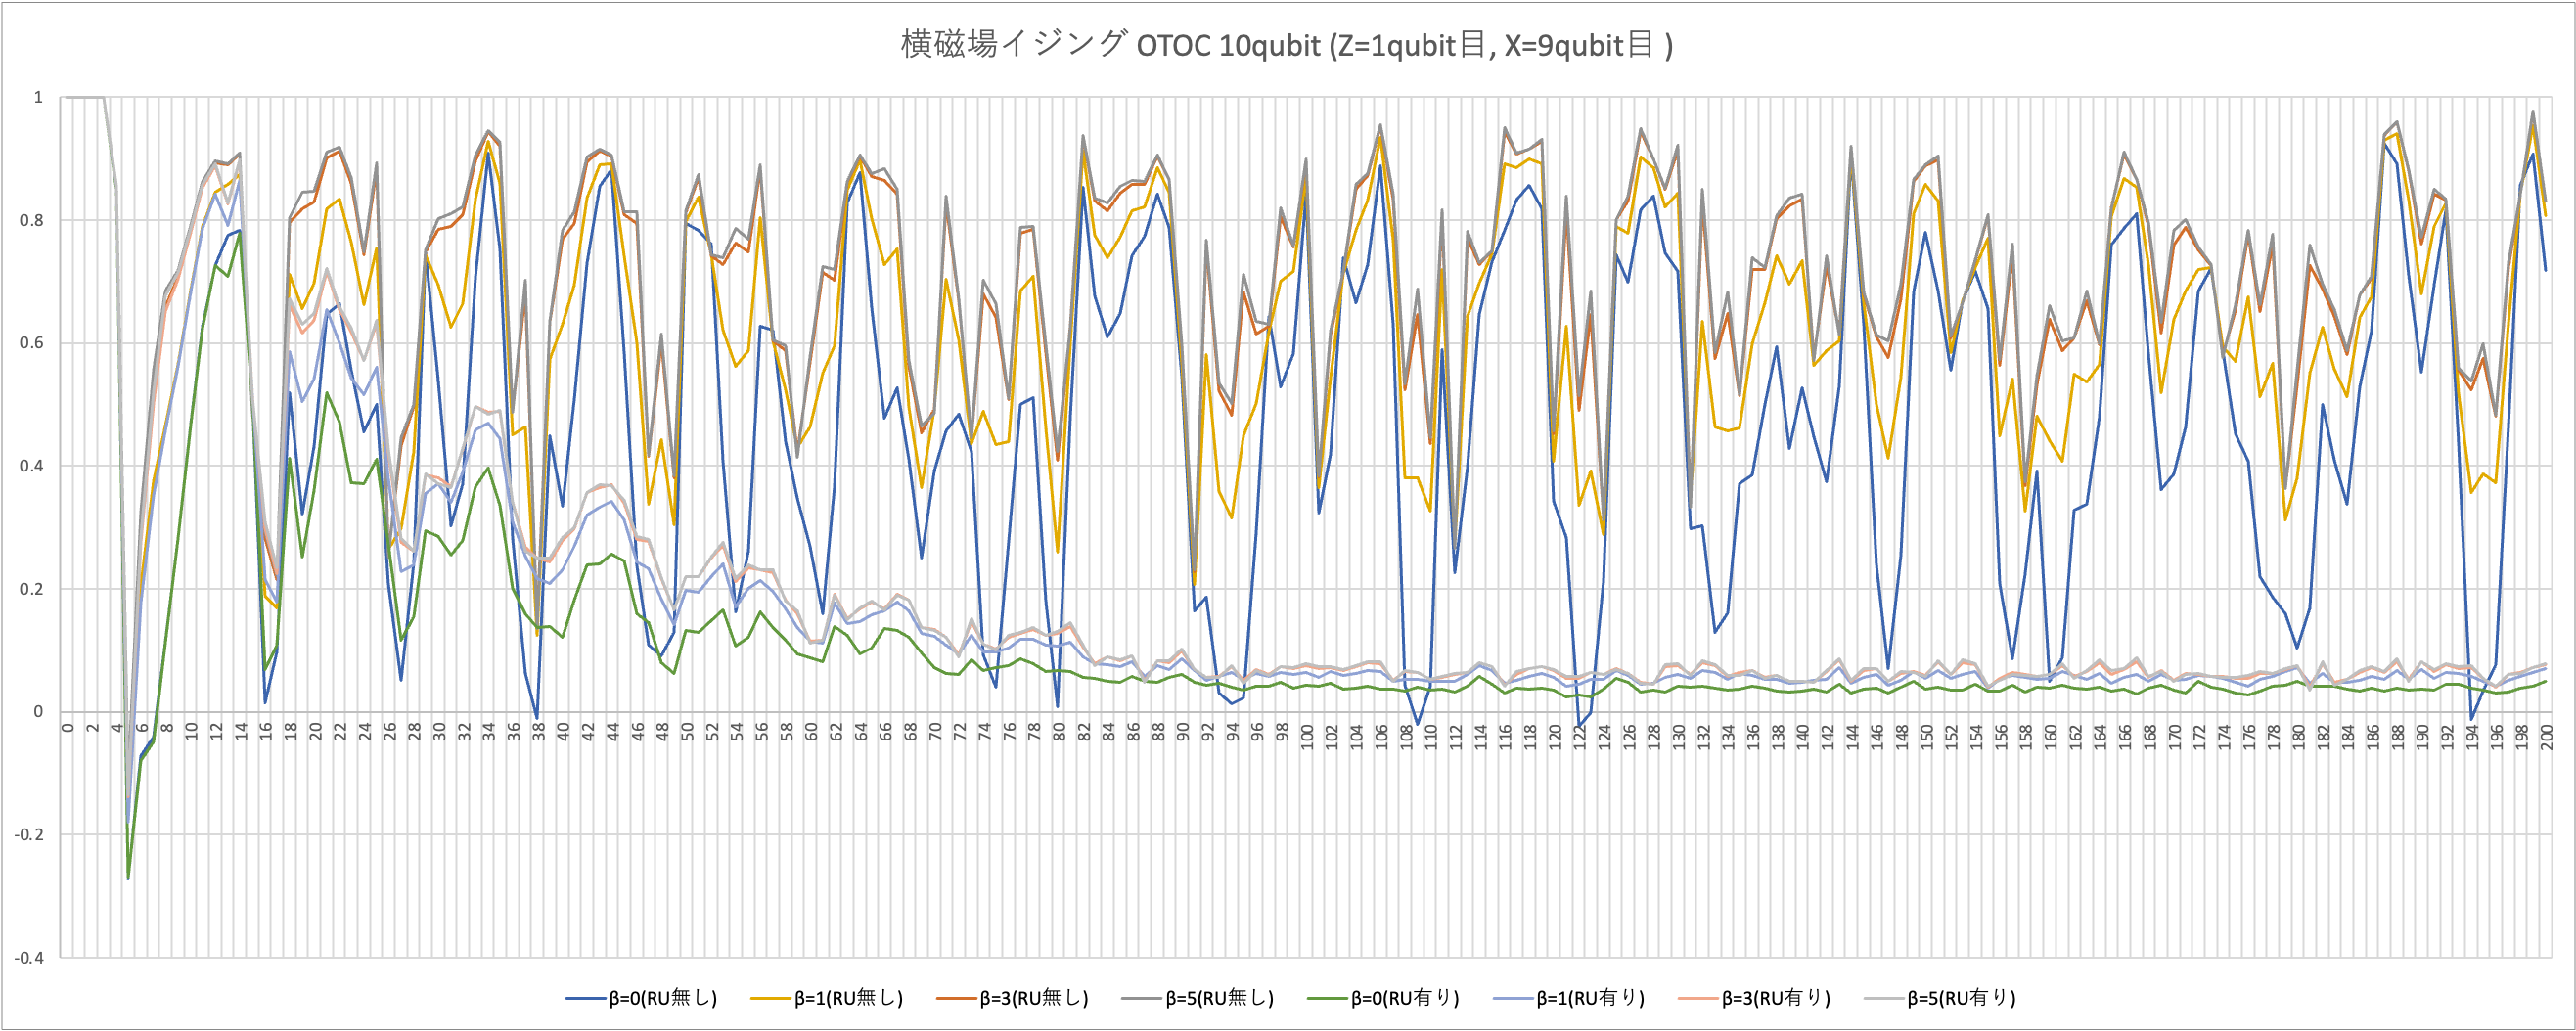 横磁場イジング OTOC 10qubit (Z=1qubit目, X=9qubit目 )
1
0.8
0.6
0.4
0.2
0
-0.2
-0.4
0 2 4 6 8 10 12 14 16 18 20 22 24 26 28 30 32 34 36 38 40 42 44 46 48 50 52 54 56 58 60 62 64 66 68 70 72 74 76 78 80 82 84 86 88 90 92 94 96 98 100 102 104 106 108 110 112 114 116 118 120 122 124 126 128 130 132 134 136 138 140 142 144 146 148 150 152 154 156 158 160 162 164 166 168 170 172 174 176 178 180 182 184 186 188 190 192 194 196 198 200
β=0(RU無し) β=1(RU無し) β=3(RU無し) β=5(RU無し) β=0(RU有り) β=1(RU有り) β=3(RU有り) β=5(RU有り)